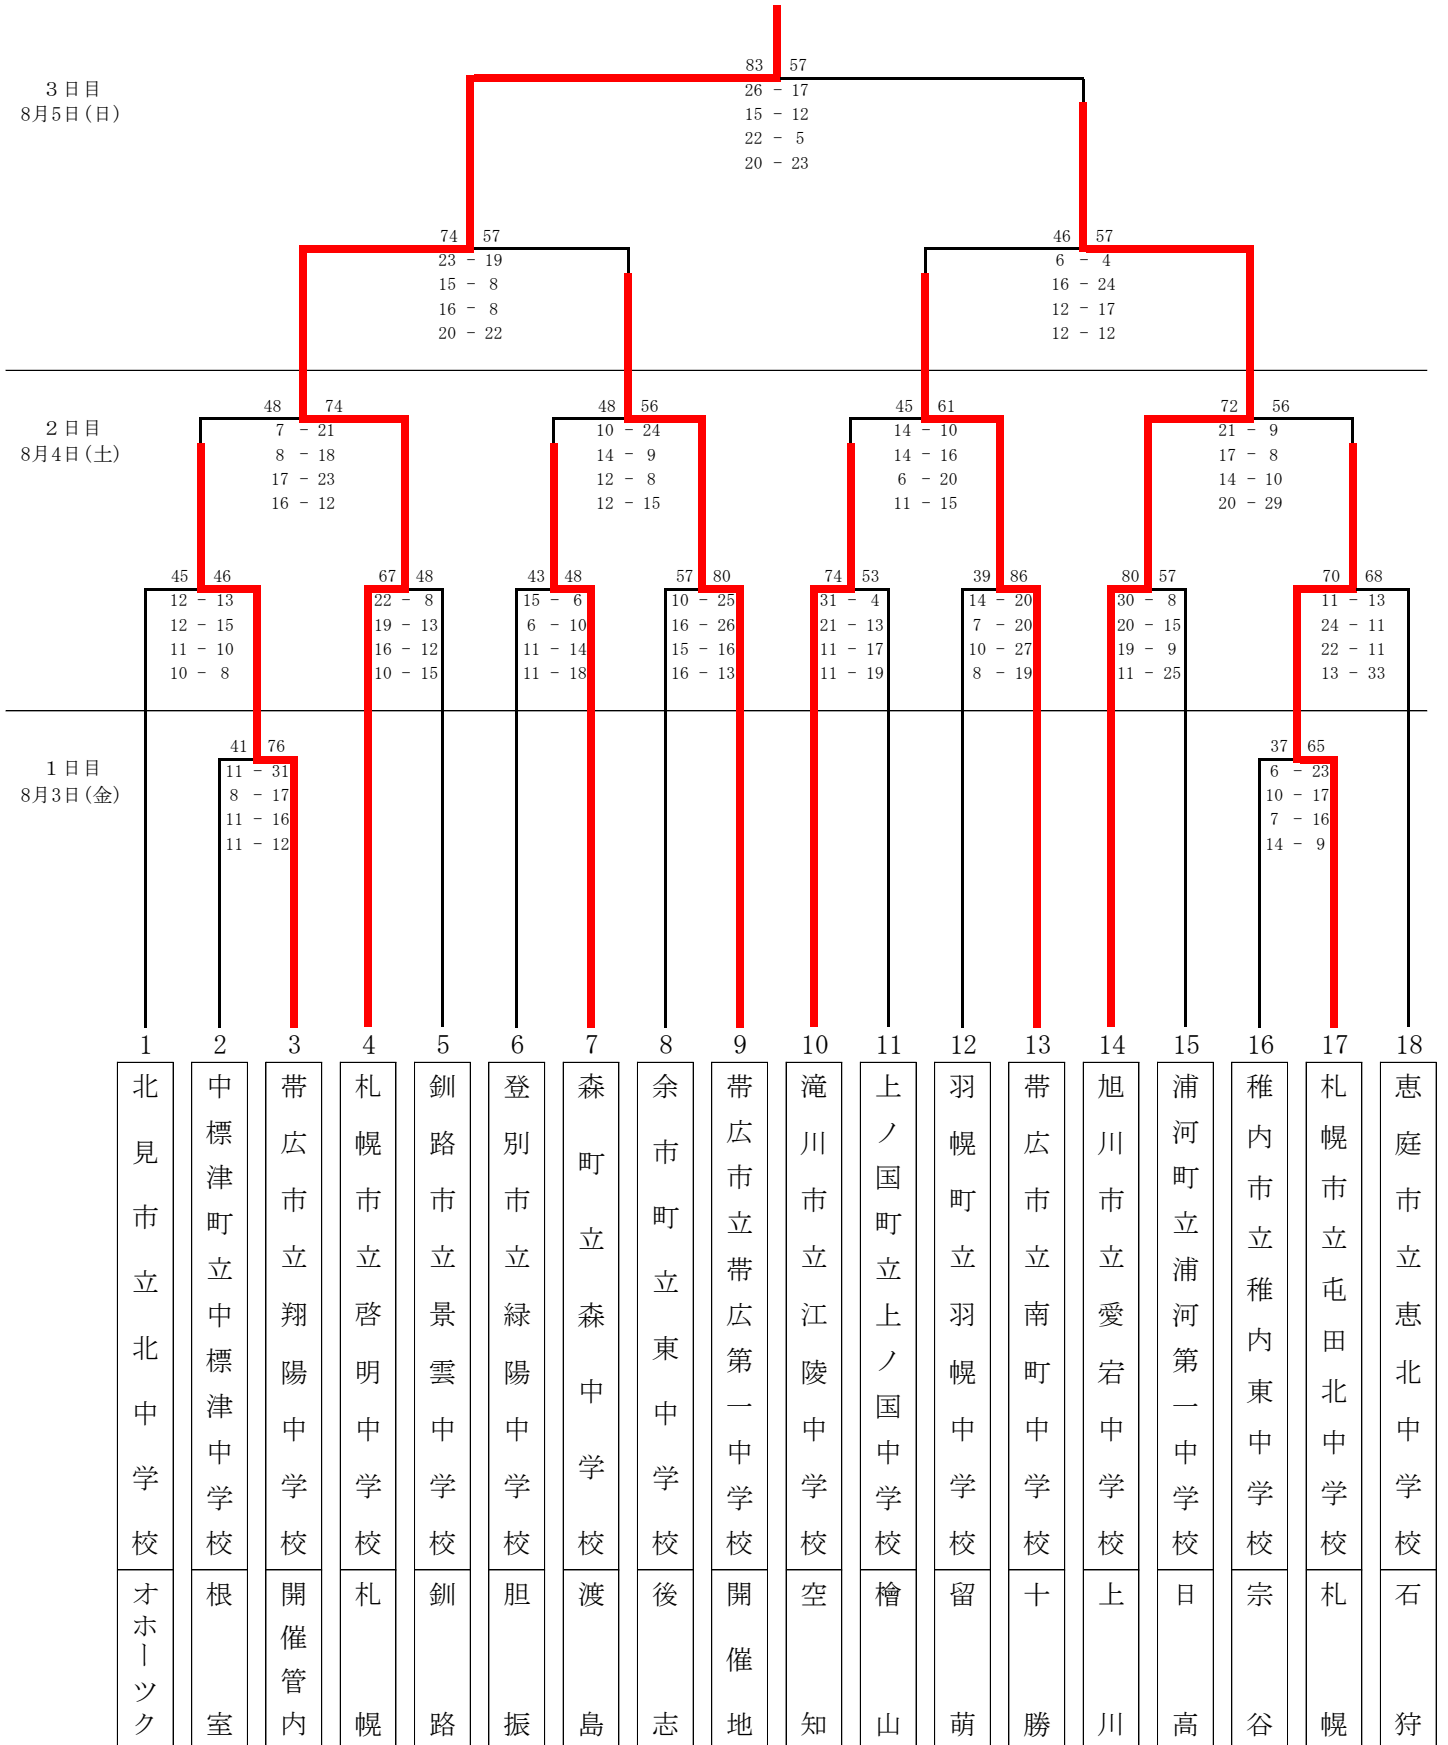 83 57
３日目
26 - 17
8月5日(日)
15 - 12
22 - 5
20 - 23
74 57
23 - 19
15 - 8
16 - 8
20 - 22
46 57
6 - 4
16 - 24
12 - 17
12 - 12
２日目
8月4日(土)
48 74
7 - 21
8 - 18
17 - 23
16 - 12
48 56
10 - 24
14 - 9
12 - 8
12 - 15
45 61
14 - 10
14 - 16
6 - 20
11 - 15
72 56
21 - 9
17 - 8
14 - 10
20 - 29
45 46
12 - 13
12 - 15
11 - 10
10 - 8
67 48
22 - 8
19 - 13
16 - 12
10 - 15
43 48
15 - 6
6 - 10
11 - 14
11 - 18
57 80
10 - 25
16 - 26
15 - 16
16 - 13
74 53
31 - 4
21 - 13
11 - 17
11 - 19
39 86
14 - 20
7 - 20
10 - 27
8 - 19
80 57
30 - 8
20 - 15
19 - 9
11 - 25
70 68
11 - 13
24 - 11
22 - 11
13 - 33
１日目
8月3日(金)
41 76
11 - 31
8 - 17
11 - 16
11 - 12
37 65
6 - 23
10 - 17
7 - 16
14 - 9
1 2 3 4 5 6 7 8 9 10 11 12 13 14 15 16 17 18
北見市立北中学校
オホーツク
中標津町立中標津中学校
根室
帯広市立翔陽中学校
開催管内
札幌市立啓明中学校
札幌
釧路市立景雲中学校
釧路
登別市立緑陽中学校
胆振
森町立森中学校
渡島
余市町立東中学校
後志
帯広市立帯広第一中学校
開催地
滝川市立江陵中学校
空知
上ノ国町立上ノ国中学校
檜山
羽幌町立羽幌中学校
留萌
帯広市立南町中学校
十勝
旭川市立愛宕中学校
上川
浦河町立浦河第一中学校
日高
稚内市立稚内東中学校
宗谷
札幌市立屯田北中学校
札幌
恵庭市立恵北中学校
石狩